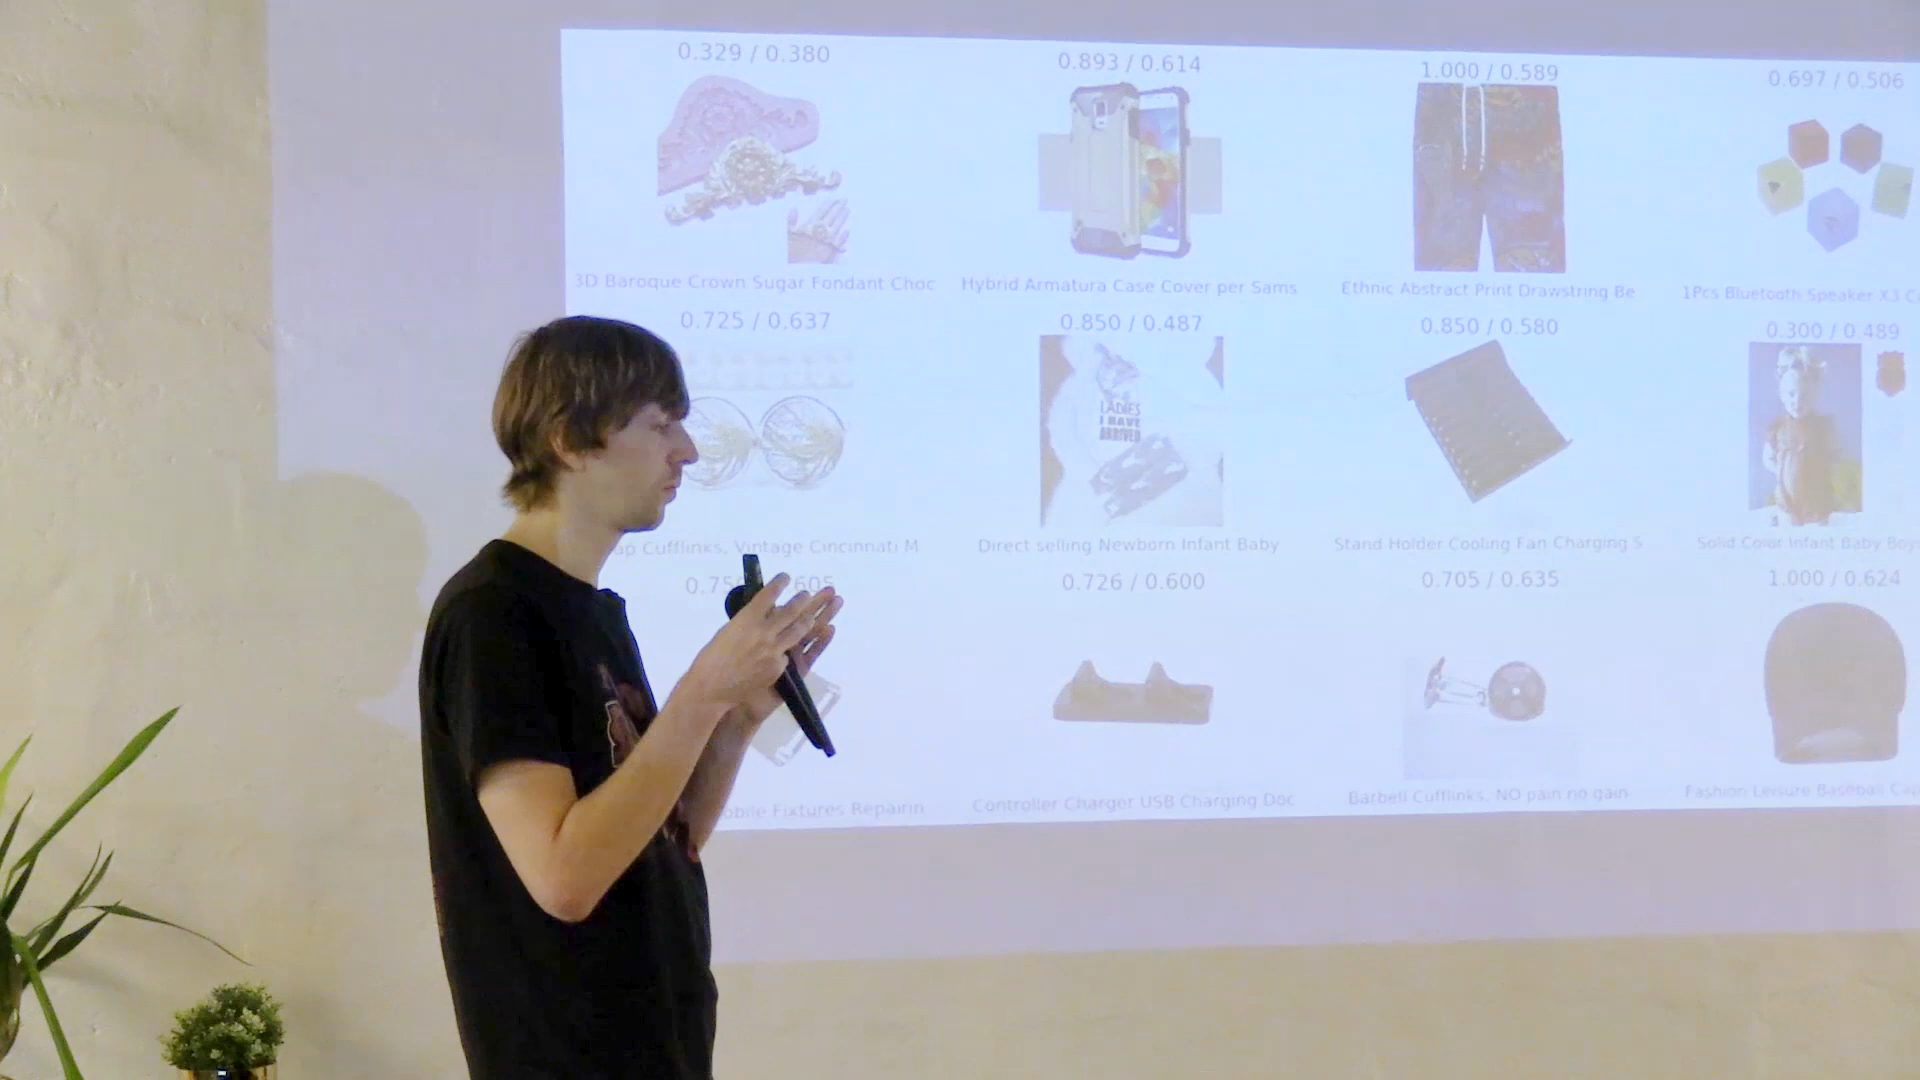 0.329 / 0.380
0.893 / 0.614
1.000 / 0.589
0.697 / 0.506
3D Baroque Crown Sugar Fondant Choc
Hybrid Armatura Case Cover per Sams
Ethnic Abstract Print Drawstring Be
1Pcs Bluetooth Speaker X3
0.725 / 0.637
0.850 / 0.487
0.850 / 0.580
0.300 / 0.489
LADIES
I HAVE
ARRIVED
Cufflinks, Vintage Cincinnati M
Direct selling Newborn Infant Baby
Stand Holder Cooling Fan Charging S
Solid Color Infant Baby Boys
0.726 / 0.600
0.705 / 0.635
1.000 / 0.624
Fixtures Repairin
Controller Charger USB Charging Doc
Barbell Cufflinks, NO pain no gain
Fashion Leisure Baseball Cap